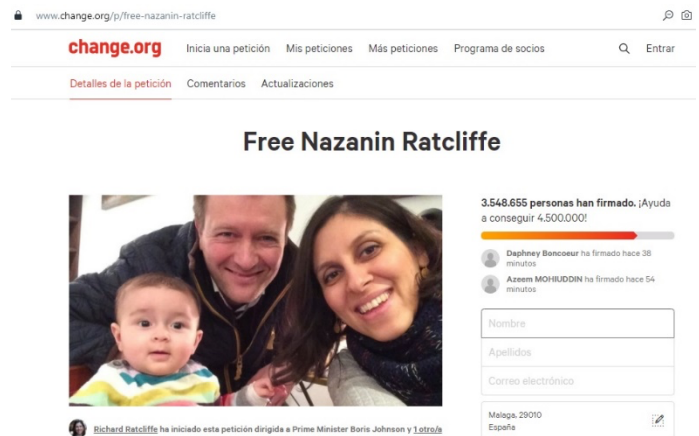 www.change.org/p/free-nazanin-ratcliffe
change.org Inicia una petición Mis peticiones Más peticiones Programa de socios Entrar
Detalles de la petición Comentarios Actualizaciones
Free Nazanin Ratcliffe
3.548.655 personas han firmado. ¡Ayuda
a conseguir 4.500.000!
Daphney Boncoeur ha firmado hace 38
minutos
Azeem MOHIUDDIN ha firmado hace 54
minutos
Nombre
Apellidos
Correo electrónico
Malaga, 29010
España
Richard Ratcliffe ha iniciado esta petición dirigida a Prime Minister Boris Johnson y 1 otro/a